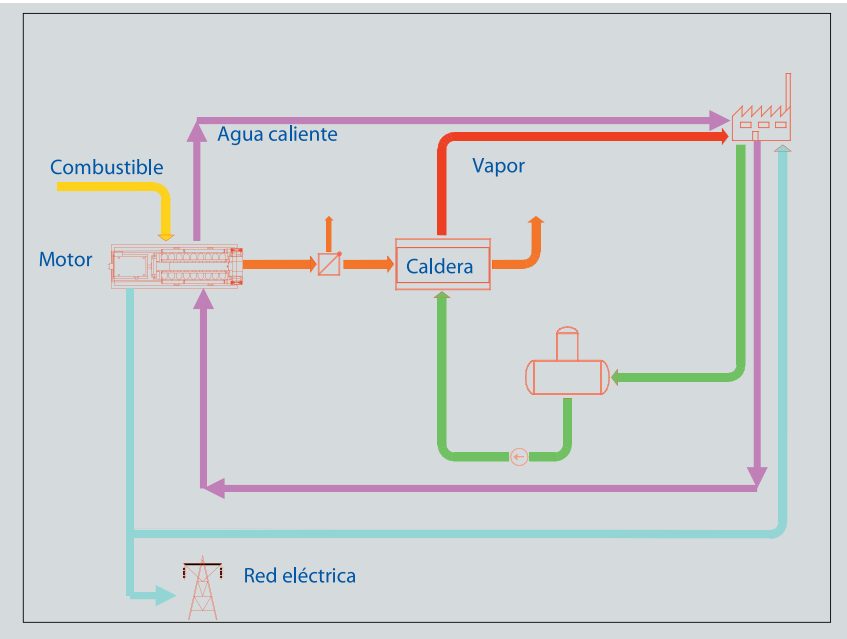 Agua caliente
Combustible
Vapor
Motor
Caldera
Red eléctrica